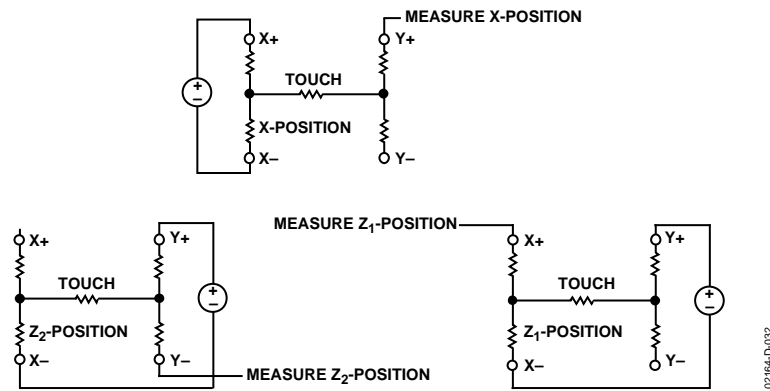 MEASURE X-POSITION
X+
Y+
TOUCH
+
–
X-POSITION
X–
Y–
MEASURE Z1-POSITION
X+
Y+
TOUCH
+
–
Z2-POSITION
X–
Y–
MEASURE Z2-POSITION
X+
Y+
TOUCH
+
–
Z1-POSITION
X–
Y–
02164-D-032